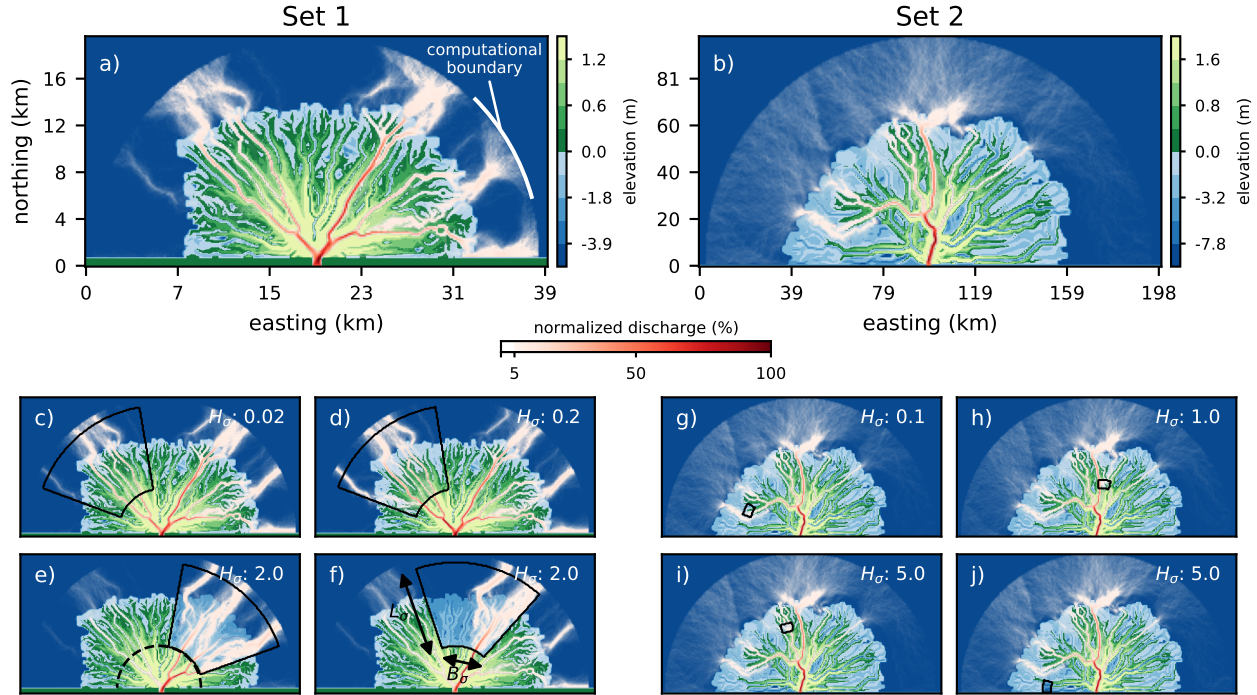 Set 1
Set 2
a)
computational
boundary
16
12
8
4
0
northing (km)
0
7
15
23
31
39
easting (km)
1.2
0.6
0.0
-1.8
-3.9
elevation (m)
b)
81
60
40
20
0
0
39
79
119
159
198
easting (km)
1.6
0.8
0.0
-3.2
-7.8
elevation (m)
normalized discharge (%)
5
50
100
c)
Hσ: 0.02
d)
Hσ: 0.2
g)
Hσ: 0.1
h)
Hσ: 1.0
e)
Hσ: 2.0
f)
Hσ: 2.0
Lσ
Bσ
i)
Hσ: 5.0
j)
Hσ: 5.0